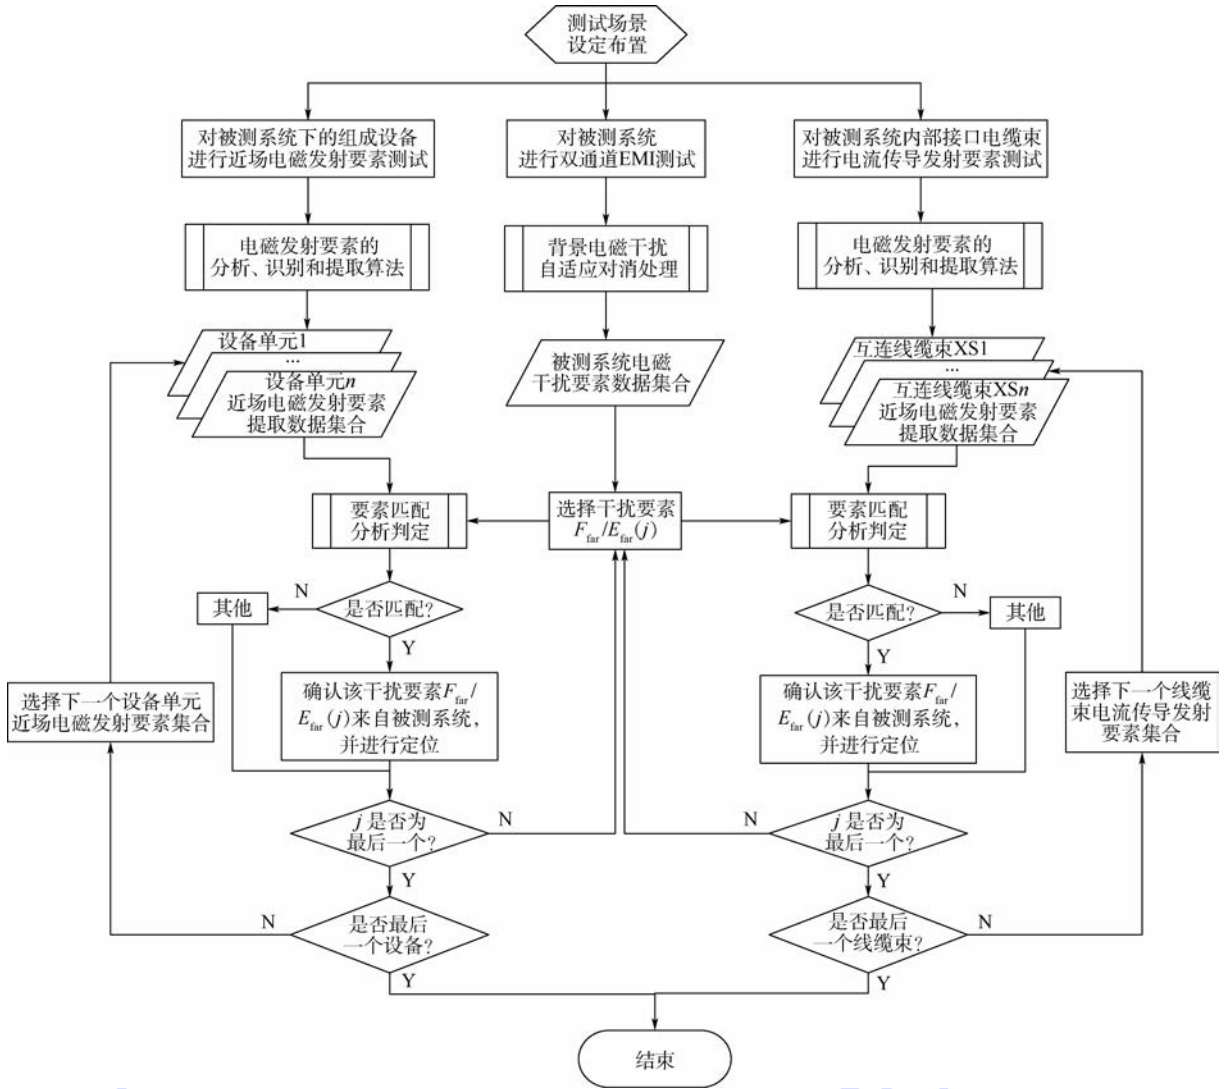 测试场景
设定布置
对被测系统下的组成设备
进行近场电磁发射要素测试
对被测系统
进行双通道EMI测试
对被测系统内部接口电缆束
进行电流传导发射要素测试
电磁发射要素的
分析、识别和提取算法
背景电磁干扰
自适应对消处理
电磁发射要素的
分析、识别和提取算法
设备单元1
...
设备单元n
近场电磁发射要素
提取数据集合
被测系统电磁
干扰要素数据集合
互连线缆束XS1
...
互连线缆束XSn
近场电磁发射要素
提取数据集合
要素匹配
分析判定
选择干扰要素
F_far/E_far(j)
要素匹配
分析判定
是否匹配?
N
其他
Y
是否匹配?
N
其他
Y
选择下一个设备单元
近场电磁发射要素集合
确认该干扰要素F_far/
E_far(j)来自被测系统,
并进行定位
确认该干扰要素F_far/
E_far(j)来自被测系统,
并进行定位
选择下一个线缆
束电流传导发射
要素集合
j是否为
最后一个?
N
Y
j是否为
最后一个?
N
Y
是否最后
一个设备?
N
Y
是否最后
一个线缆束?
N
Y
结束